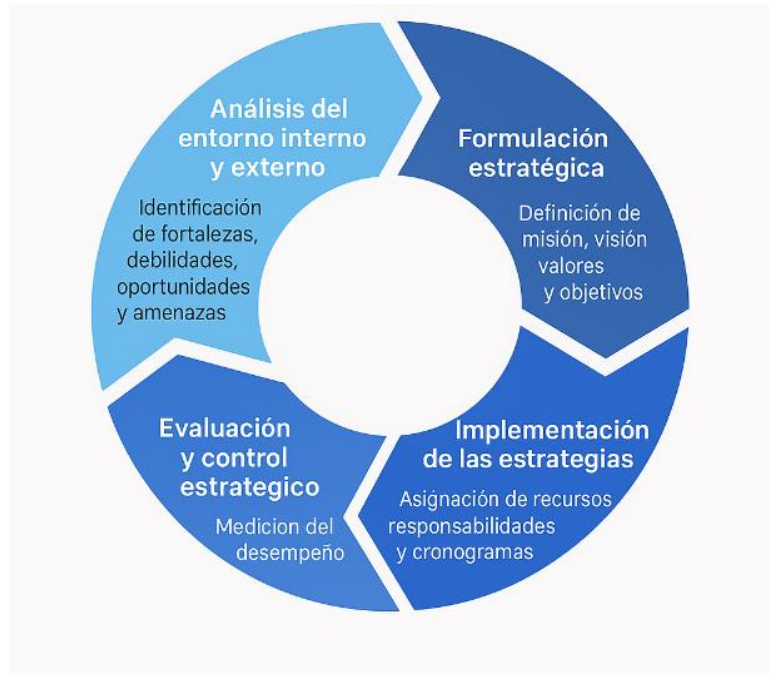 Análisis del
entorno interno
y externo
Identificación
de fortalezas,
debilidades,
oportunidades
y amenazas
Formulación
estratégica
Definición de
misión, visión
valores
y objetivos
Implementación
de las estrategias
Asignación de recursos
responsabilidades
y cronogramas
Evaluación
y control
estrategico
Medicion del
desempeño